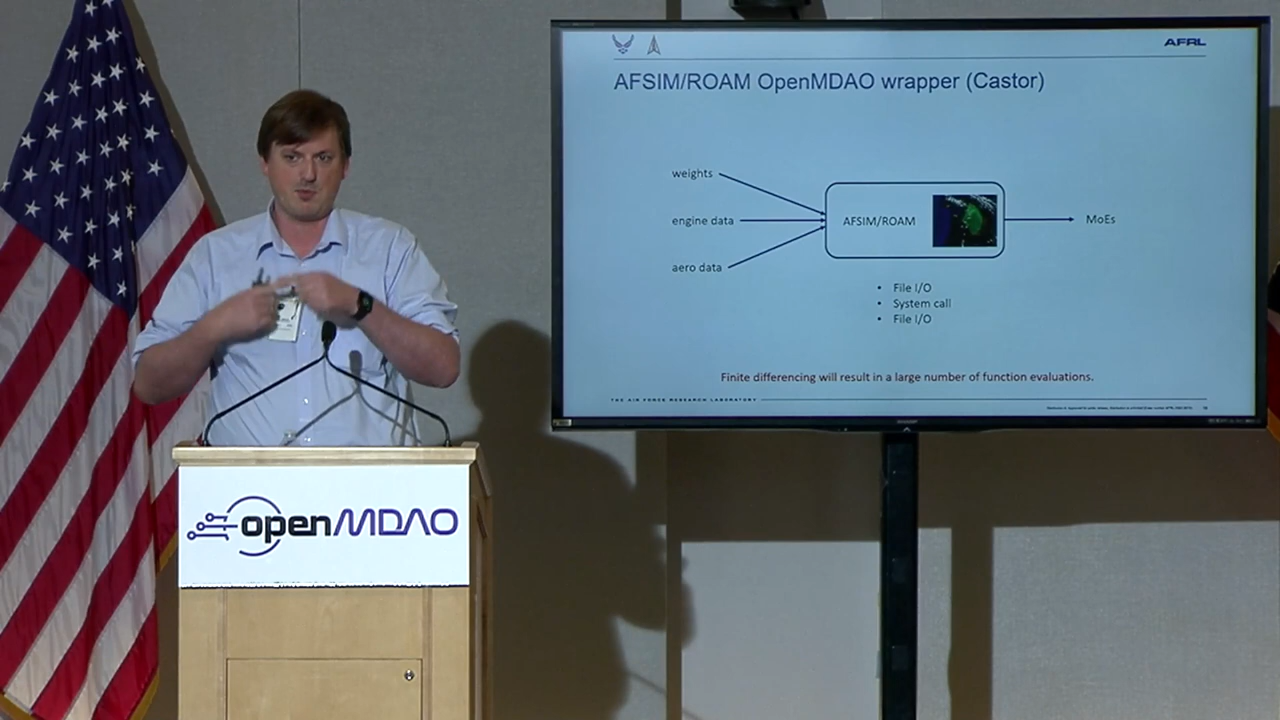 AFRL
AFSIM/ROAM OpenMDAO wrapper (Castor)
weights
engine data
aero data
AFSIM/ROAM
MoEs
• File I/O
• System call
• File I/O
Finite differencing will result in a large number of function evaluations.
THE AIR FORCE RESEARCH LABORATORY
openMDAO